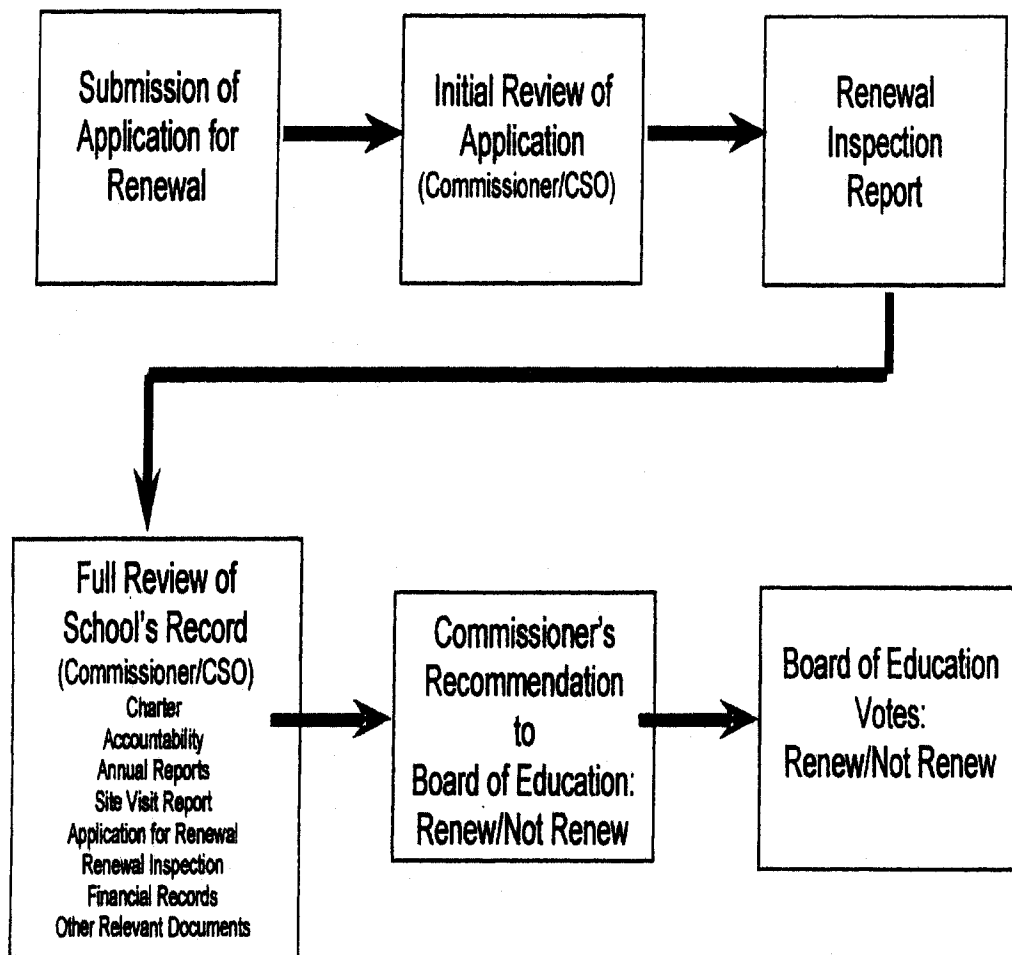 Submission of
Application for
Renewal
Initial Review of
Application
(Commissioner/CSO)
Renewal
Inspection
Report
Full Review of
School's Record
(Commissioner/CSO)
Charter
Accountability
Annual Reports
Site Visit Report
Application for Renewal
Renewal Inspection
Financial Records
Other Relevant Documents
Commissioner's
Recommendation
to
Board of Education:
Renew/Not Renew
Board of Education
Votes:
Renew/Not Renew